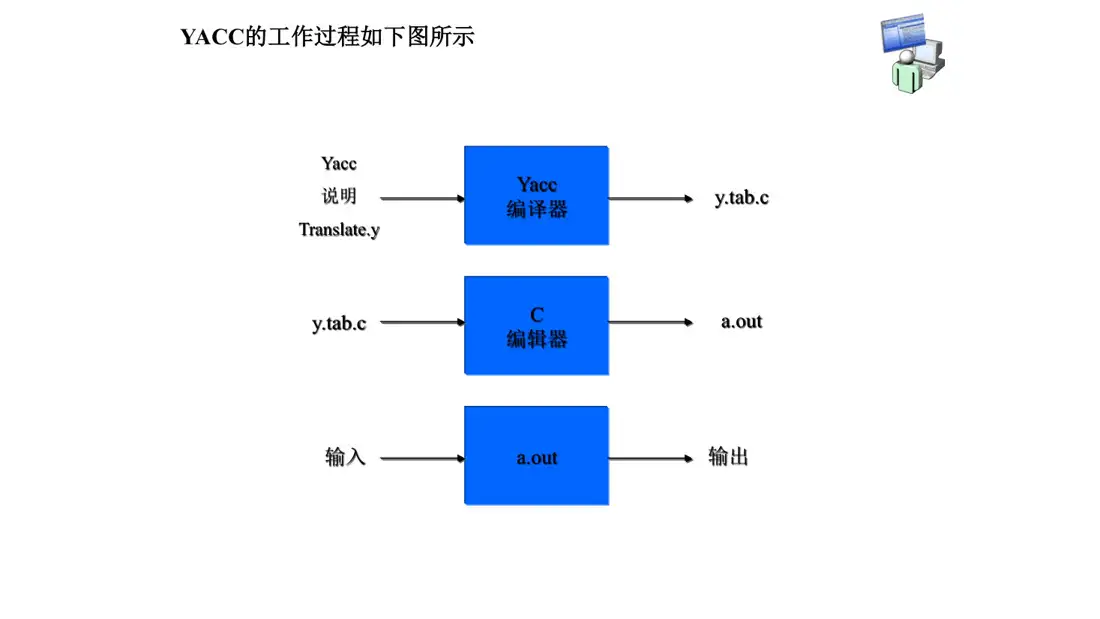 YACC的工作过程如下图所示
Yacc
说明
Translate.y
Yacc
编译器
y.tab.c
y.tab.c
C
编辑器
a.out
输入
a.out
输出